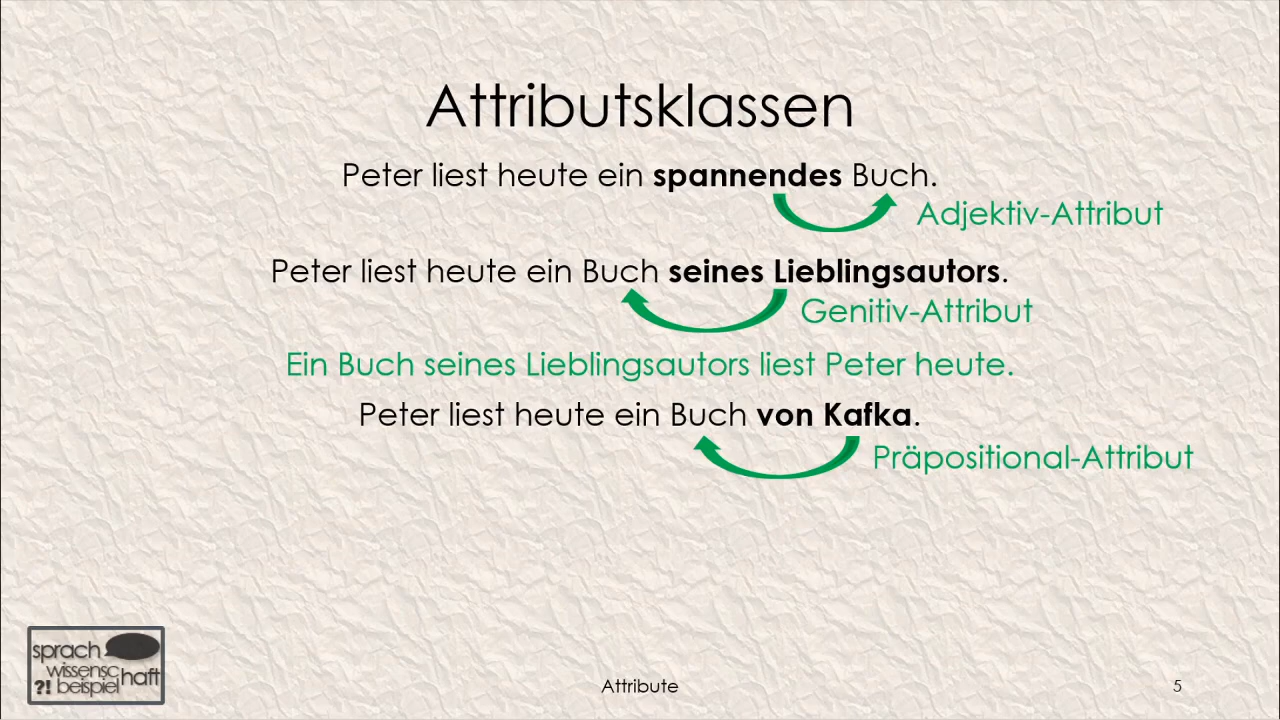 Attributsklassen
Peter liest heute ein spannendes Buch.
Adjektiv-Attribut
Peter liest heute ein Buch seines Lieblingsautors.
Genitiv-Attribut
Ein Buch seines Lieblingsautors liest Peter heute.
Peter liest heute ein Buch von Kafka.
Präpositional-Attribut
sprach
wissensc
haft
?! beispiel
Attribute
5